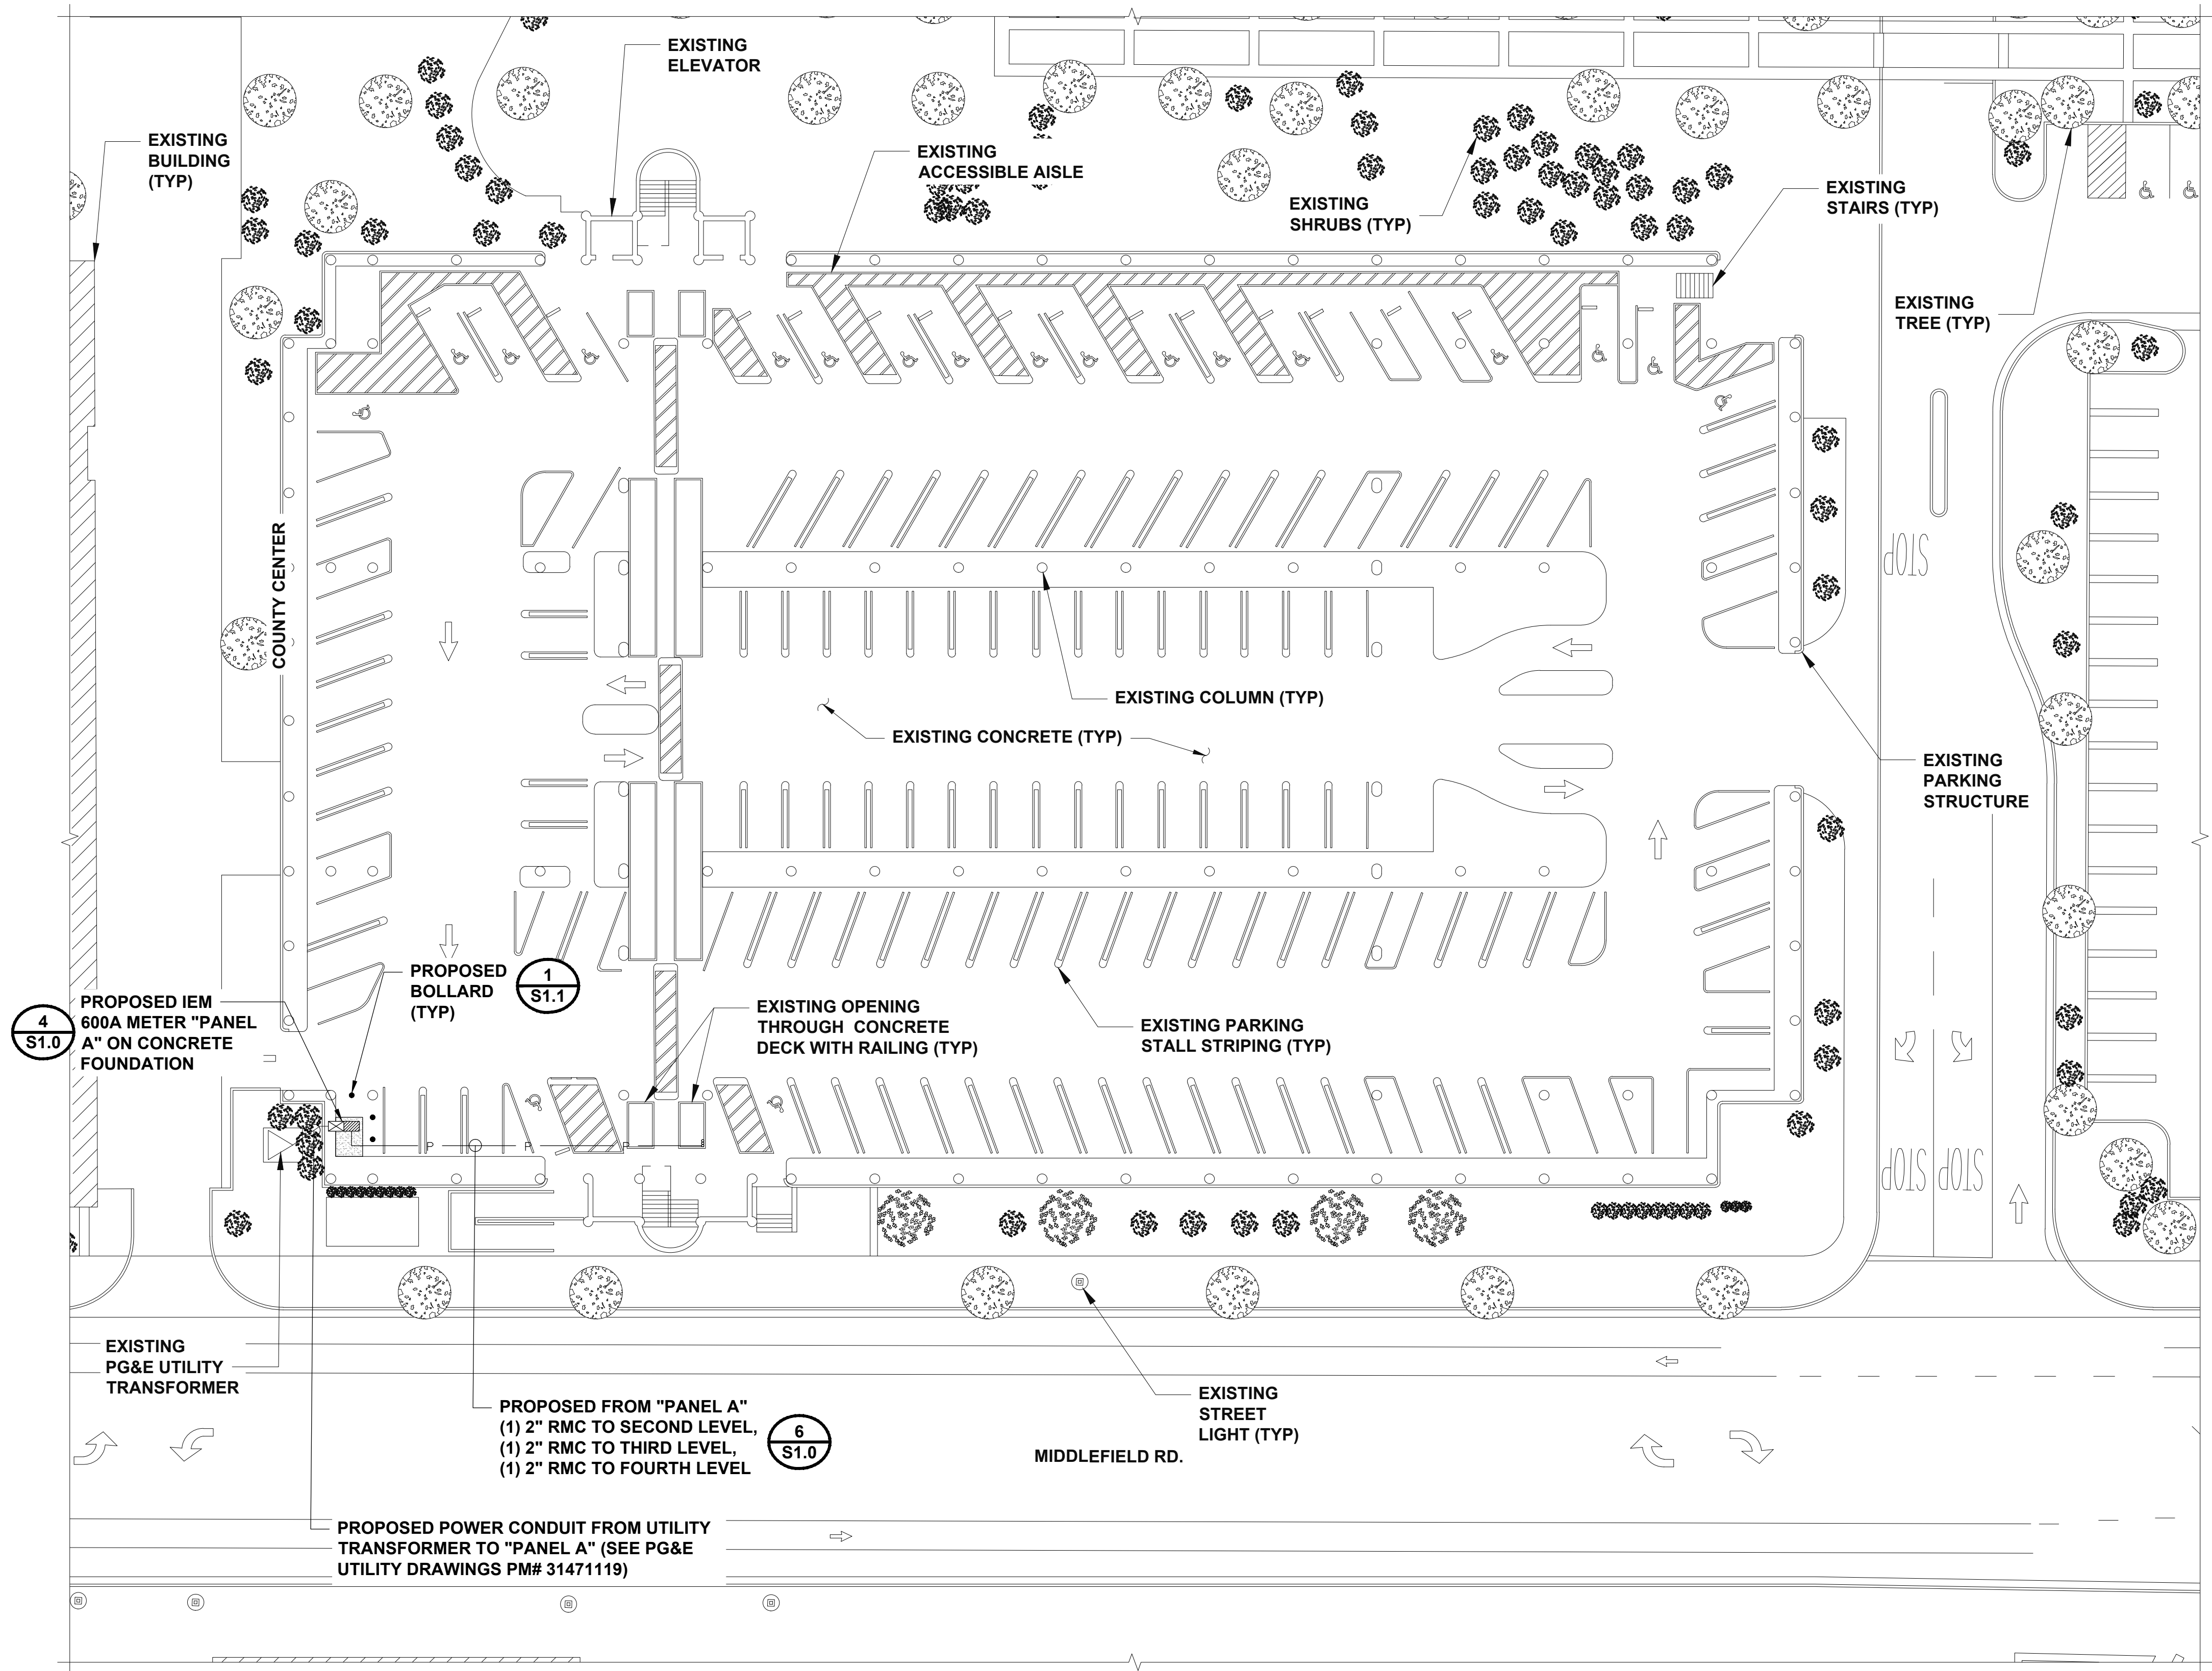 EXISTING
ELEVATOR
EXISTING
BUILDING
(TYP)
EXISTING
ACCESSIBLE AISLE
EXISTING
SHRUBS (TYP)
EXISTING
STAIRS (TYP)
EXISTING
TREE (TYP)
COUNTY CENTER
STOP
EXISTING COLUMN (TYP)
EXISTING CONCRETE (TYP)
EXISTING
PARKING
STRUCTURE
PROPOSED
BOLLARD
(TYP)
1
S1.1
4
S1.0
PROPOSED IEM
600A METER "PANEL
A" ON CONCRETE
FOUNDATION
EXISTING OPENING
THROUGH CONCRETE
DECK WITH RAILING (TYP)
EXISTING PARKING
STALL STRIPING (TYP)
P
P
P
STOP
STOP
EXISTING
PG&E UTILITY
TRANSFORMER
PROPOSED FROM "PANEL A"
(1) 2" RMC TO SECOND LEVEL,
(1) 2" RMC TO THIRD LEVEL,
(1) 2" RMC TO FOURTH LEVEL
6
S1.0
EXISTING
STREET
LIGHT (TYP)
MIDDLEFIELD RD.
PROPOSED POWER CONDUIT FROM UTILITY
TRANSFORMER TO "PANEL A" (SEE PG&E
UTILITY DRAWINGS PM# 31471119)